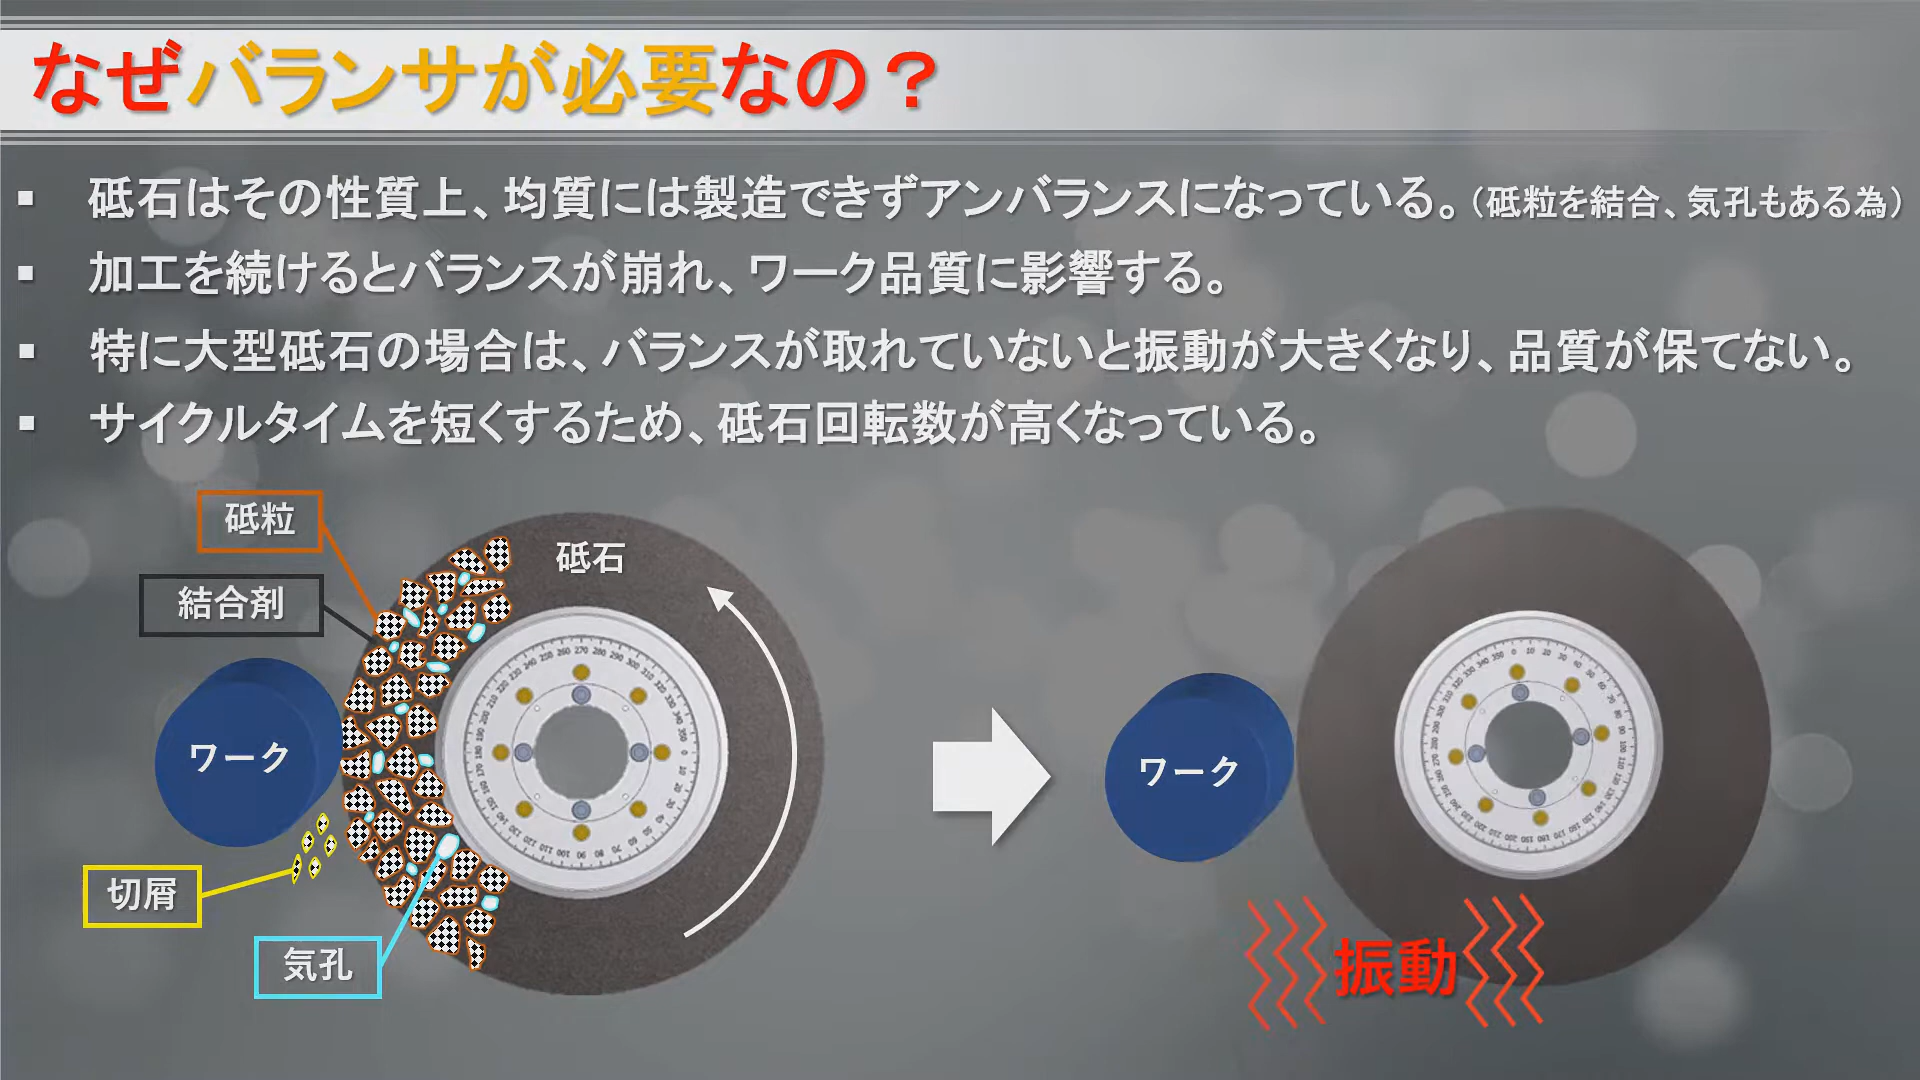 なぜバランサが必要なの？
▪ 砥石はその性質上、均質には製造できずアンバランスになっている。（砥粒を結合、気孔もある為）
▪ 加工を続けるとバランスが崩れ、ワーク品質に影響する。
▪ 特に大型砥石の場合は、バランスが取れていないと振動が大きくなり、品質が保てない。
▪ サイクルタイムを短くするため、砥石回転数が高くなっている。
砥粒
砥石
結合剤
ワーク
ワーク
切屑
気孔
振動